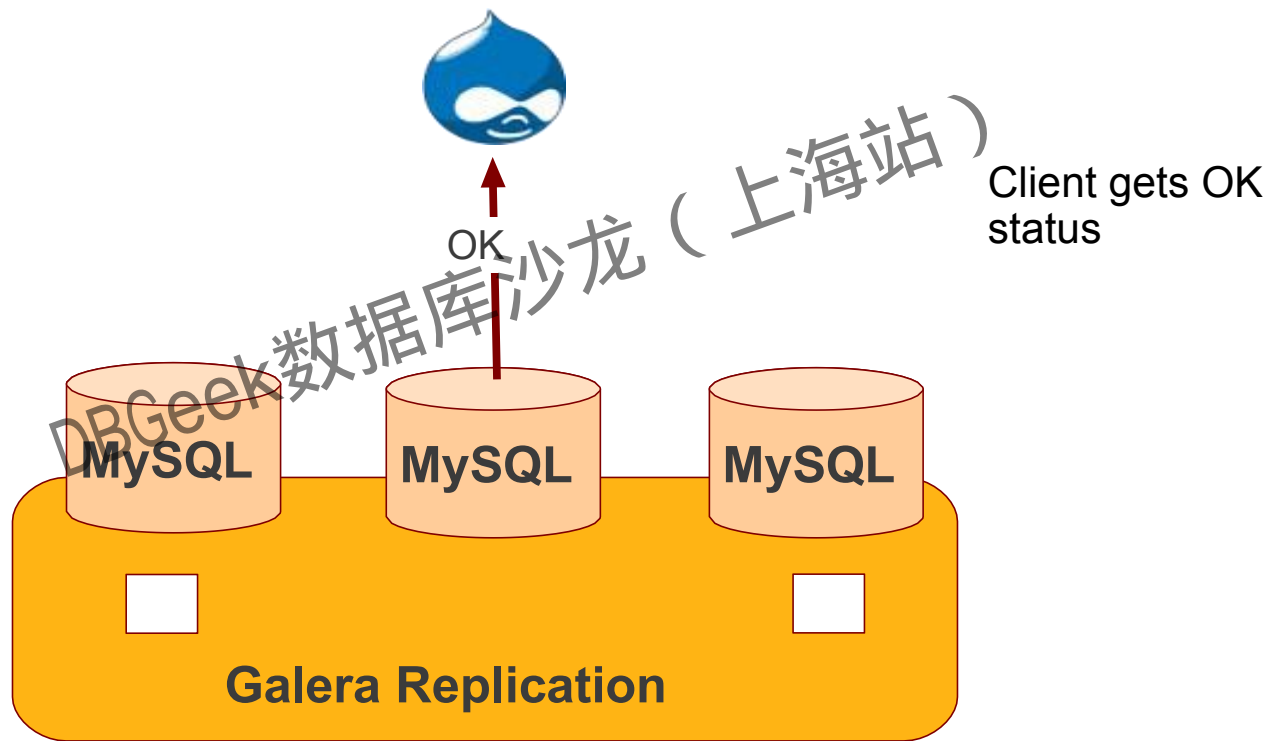 Client gets OK
status
OK
DBGeek数据库沙龙（上海站）
MySQL
MySQL
MySQL
Galera Replication